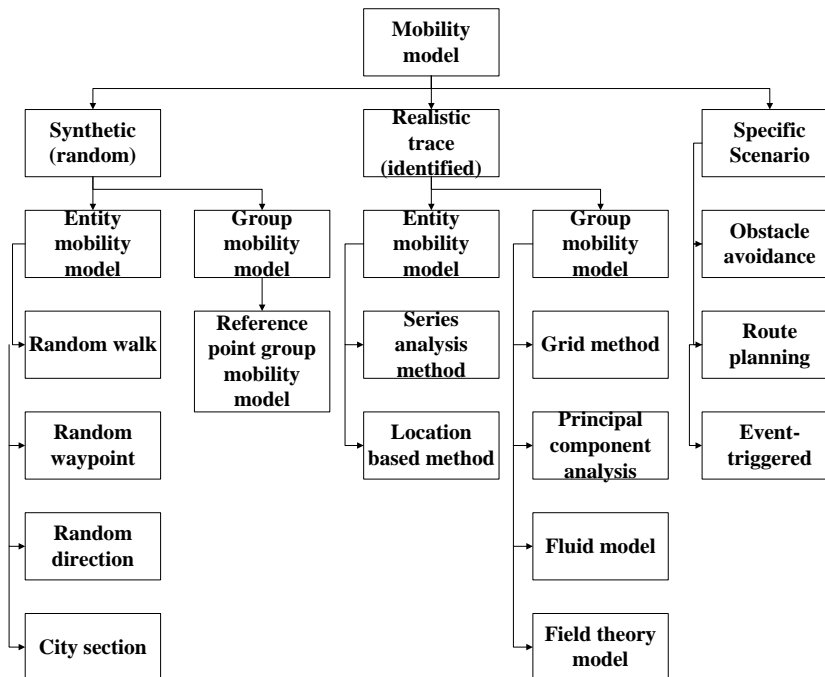 Mobility
model
Synthetic
(random)
Realistic
trace
(identified)
Specific
Scenario
Entity
mobility
model
Group
mobility
model
Entity
mobility
model
Group
mobility
model
Obstacle
avoidance
Random walk
Reference
point group
mobility
model
Series
analysis
method
Grid method
Route
planning
Random
waypoint
Location
based method
Principal
component
analysis
Event-
triggered
Random
direction
Fluid model
City section
Field theory
model